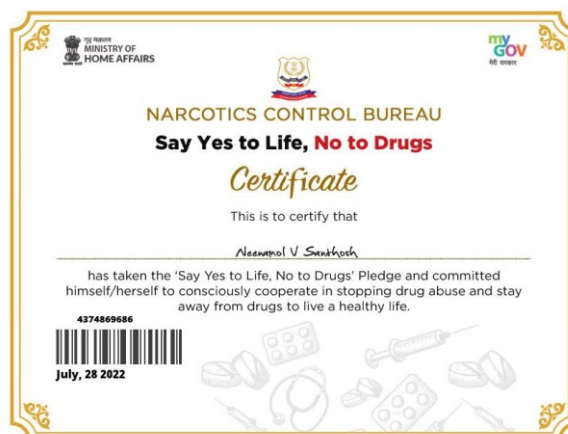 गृह मंत्रालय
MINISTRY OF
HOME AFFAIRS
my
GOV
मेरी सरकार
NARCOTICS CONTROL BUREAU
Say Yes to Life, No to Drugs
Certificate
This is to certify that
Neenamol V Santhosh
has taken the 'Say Yes to Life, No to Drugs' Pledge and committed
himself/herself to consciously cooperate in stopping drug abuse and stay
away from drugs to live a healthy life.
4374869686
July, 28 2022